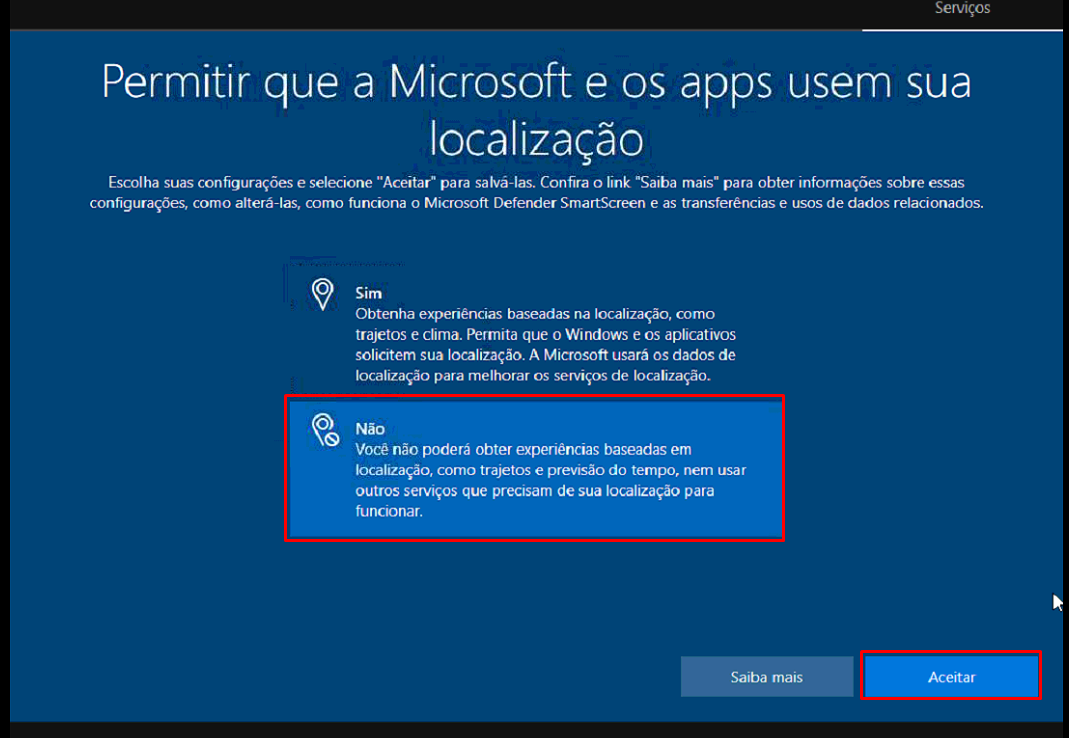 Serviços
Permitir que a Microsoft e os apps usem sua
localização
Escolha suas configurações e selecione "Aceitar" para salvá-las. Confira o link "Saiba mais" para obter informações sobre essas
configurações, como alterá-las, como funciona o Microsoft Defender SmartScreen e as transferências e usos de dados relacionados.
Sim
Obtenha experiências baseadas na localização, como
trajetos e clima. Permita que o Windows e os aplicativos
solicitem sua localização. A Microsoft usará os dados de
localização para melhorar os serviços de localização.
Não
Você não poderá obter experiências baseadas em
localização, como trajetos e previsão do tempo, nem usar
outros serviços que precisam de sua localização para
funcionar.
Saiba mais
Aceitar